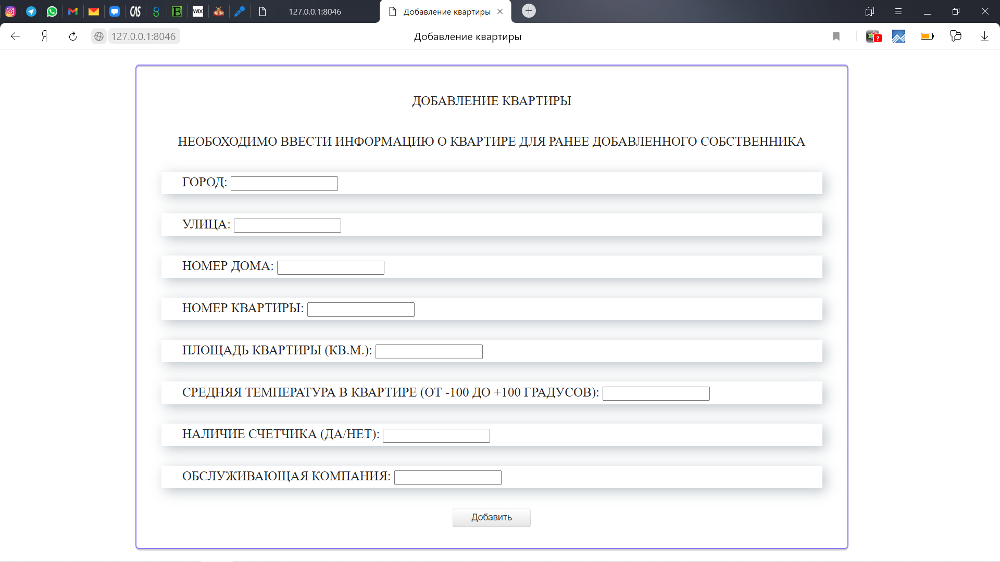 CAS
E
WIX
127.0.0.1:8046
Добавление квартиры
Я
127.0.0.1:8046
Добавление квартиры
?
ДОБАВЛЕНИЕ КВАРТИРЫ
НЕОБОХОДИМО ВВЕСТИ ИНФОРМАЦИЮ О КВАРТИРЕ ДЛЯ РАНЕЕ ДОБАВЛЕННОГО СОБСТВЕННИКА
ГОРОД:
УЛИЦА:
НОМЕР ДОМА:
НОМЕР КВАРТИРЫ:
ПЛОЩАДЬ КВАРТИРЫ (КВ.М.):
СРЕДНЯЯ ТЕМПЕРАТУРА В КВАРТИРЕ (ОТ -100 ДО +100 ГРАДУСОВ):
НАЛИЧИЕ СЧЕТЧИКА (ДА/НЕТ):
ОБСЛУЖИВАЮЩАЯ КОМПАНИЯ:
Добавить